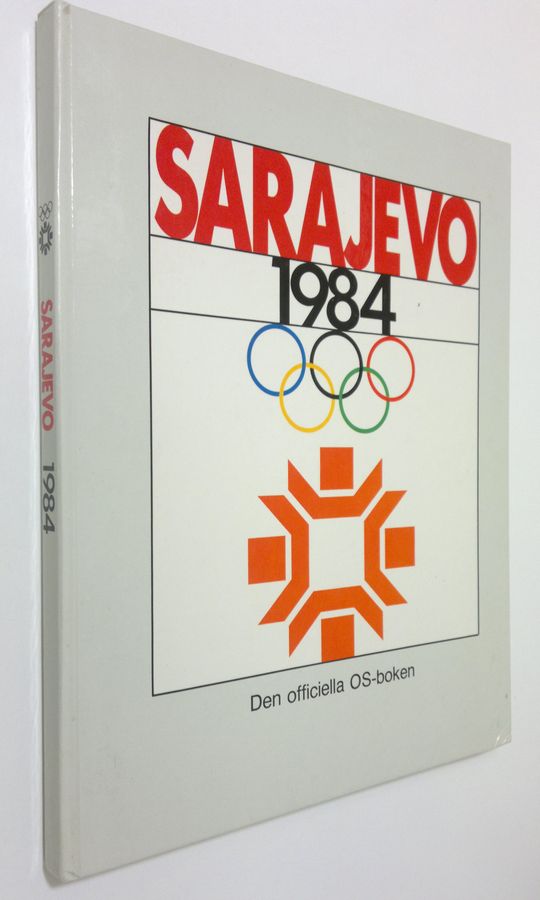 SARAJEVO
1984
Den officiella OS-boken
SARAJEVO 1984